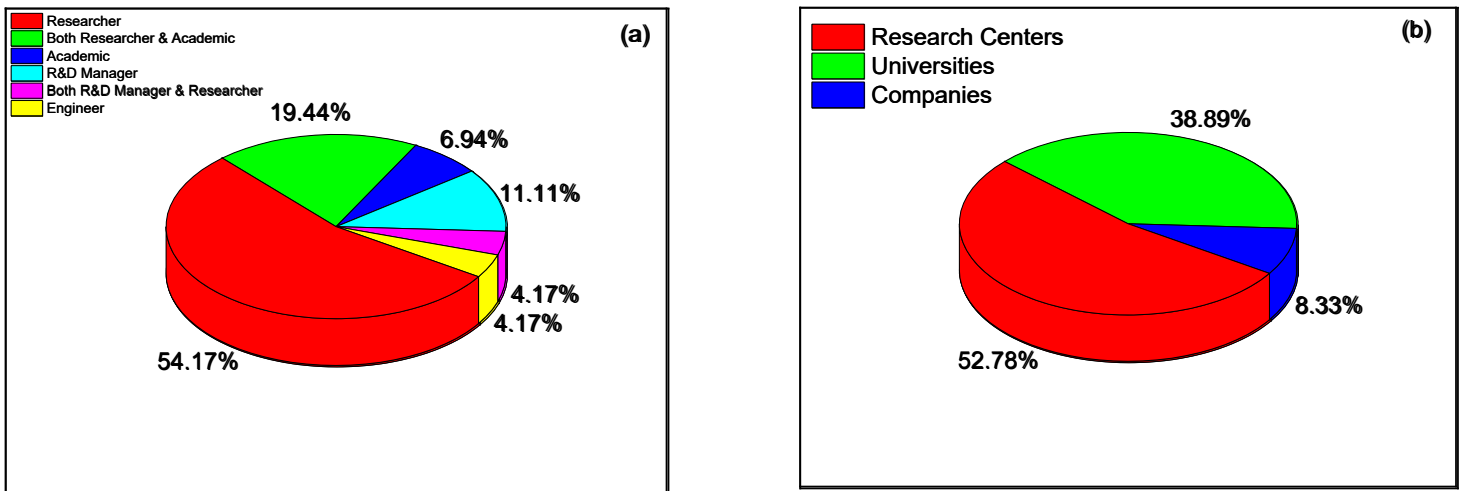 Researcher
Both Researcher & Academic
Academic
R&D Manager
Both R&D Manager & Researcher
Engineer
(a)
19.44%
6.94%
11.11%
4.17%
4.17%
54.17%
Research Centers
Universities
Companies
(b)
38.89%
8.33%
52.78%